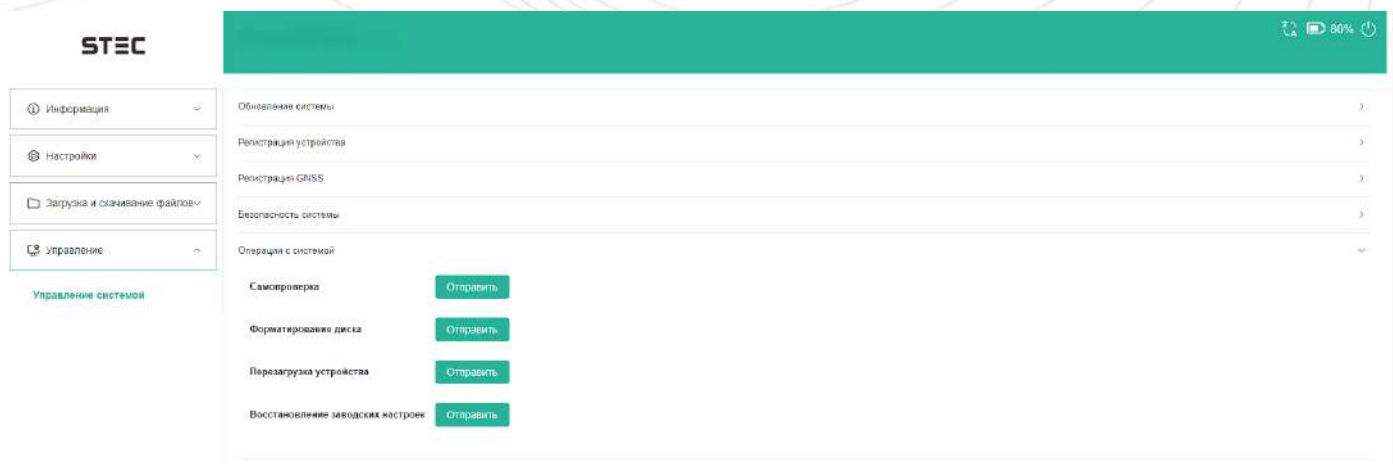 STEC
80%
Информация
Настройки
Загрузка и скачивание файлов
Управление
Управление системой
Обновление системы
Регистрация устройства
Регистрация GNSS
Безопасность системы
Операции с системой
Самопроверка Отправить
Форматирование диска Отправить
Перезагрузка устройства Отправить
Восстановление заводских настроек Отправить